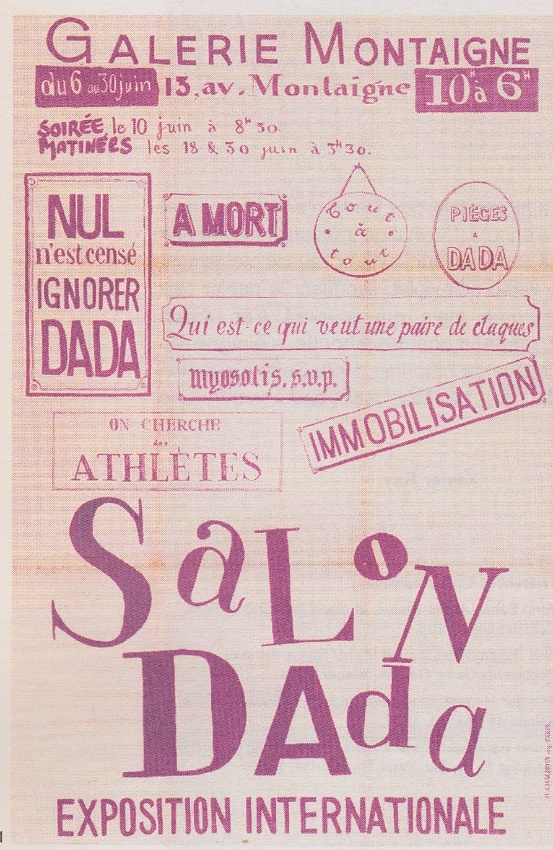 GALERIE MONTAIGNE
du 6 au 30 juin 13, av. Montaigne 10ᴴ à 6ᴴ
SOIRÉE le 10 juin à 8ᴴ30.
MATINÉES les 18 & 30 juin à 3ᴴ30.
NUL
n'est censé
IGNORER
DADA
A MORT
tout
à
tout
PIÈGES
A
DADA
Qui est-ce qui veut une paire de claques
myosotis, s.v.p.
IMMOBILISATION
ON CHERCHE
des
ATHLÈTES
SaLoN
DAda
EXPOSITION INTERNATIONALE
1